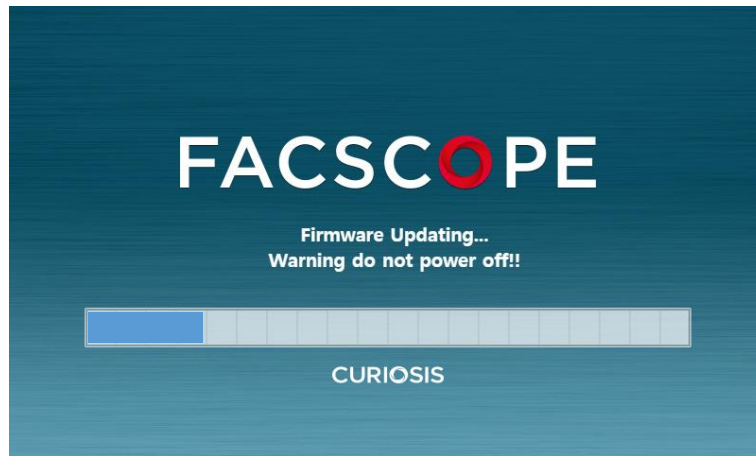 FACSCOPE
Firmware Updating...
Warning do not power off!!
CURIOSIS